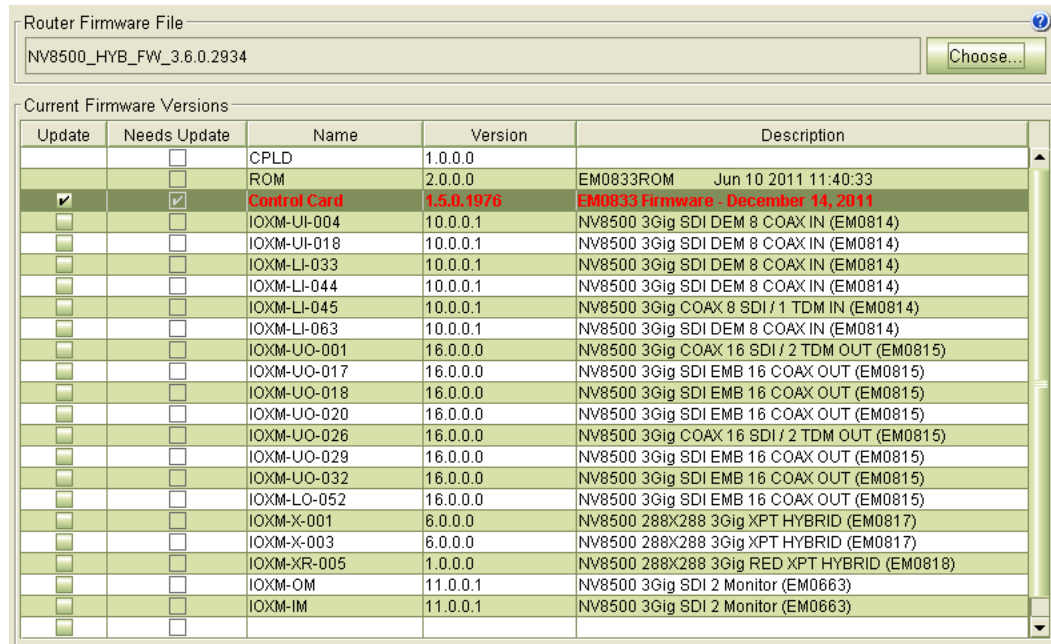 Router Firmware File
?
NV8500_HYB_FW_3.6.0.2934
Choose...
Current Firmware Versions
Update Needs Update Name Version Description
CPLD 1.0.0.0
ROM 2.0.0.0 EM0833ROM Jun 10 2011 11:40:33
Control Card 1.5.0.1976 EM0833 Firmware - December 14, 2011
IOXM-UI-004 10.0.0.1 NV8500 3Gig SDI DEM 8 COAX IN (EM0814)
IOXM-UI-018 10.0.0.1 NV8500 3Gig SDI DEM 8 COAX IN (EM0814)
IOXM-LI-033 10.0.0.1 NV8500 3Gig SDI DEM 8 COAX IN (EM0814)
IOXM-LI-044 10.0.0.1 NV8500 3Gig SDI DEM 8 COAX IN (EM0814)
IOXM-LI-045 10.0.0.1 NV8500 3Gig COAX 8 SDI / 1 TDM IN (EM0814)
IOXM-LI-063 10.0.0.1 NV8500 3Gig SDI DEM 8 COAX IN (EM0814)
IOXM-UO-001 16.0.0.0 NV8500 3Gig COAX 16 SDI / 2 TDM OUT (EM0815)
IOXM-UO-017 16.0.0.0 NV8500 3Gig SDI EMB 16 COAX OUT (EM0815)
IOXM-UO-018 16.0.0.0 NV8500 3Gig SDI EMB 16 COAX OUT (EM0815)
IOXM-UO-020 16.0.0.0 NV8500 3Gig SDI EMB 16 COAX OUT (EM0815)
IOXM-UO-026 16.0.0.0 NV8500 3Gig COAX 16 SDI / 2 TDM OUT (EM0815)
IOXM-UO-029 16.0.0.0 NV8500 3Gig SDI EMB 16 COAX OUT (EM0815)
IOXM-UO-032 16.0.0.0 NV8500 3Gig SDI EMB 16 COAX OUT (EM0815)
IOXM-LO-052 16.0.0.0 NV8500 3Gig SDI EMB 16 COAX OUT (EM0815)
IOXM-X-001 6.0.0.0 NV8500 288X288 3Gig XPT HYBRID (EM0817)
IOXM-X-003 6.0.0.0 NV8500 288X288 3Gig XPT HYBRID (EM0817)
IOXM-XR-005 1.0.0.0 NV8500 288X288 3Gig RED XPT HYBRID (EM0818)
IOXM-OM 11.0.0.1 NV8500 3Gig SDI 2 Monitor (EM0663)
IOXM-IM 11.0.0.1 NV8500 3Gig SDI 2 Monitor (EM0663)